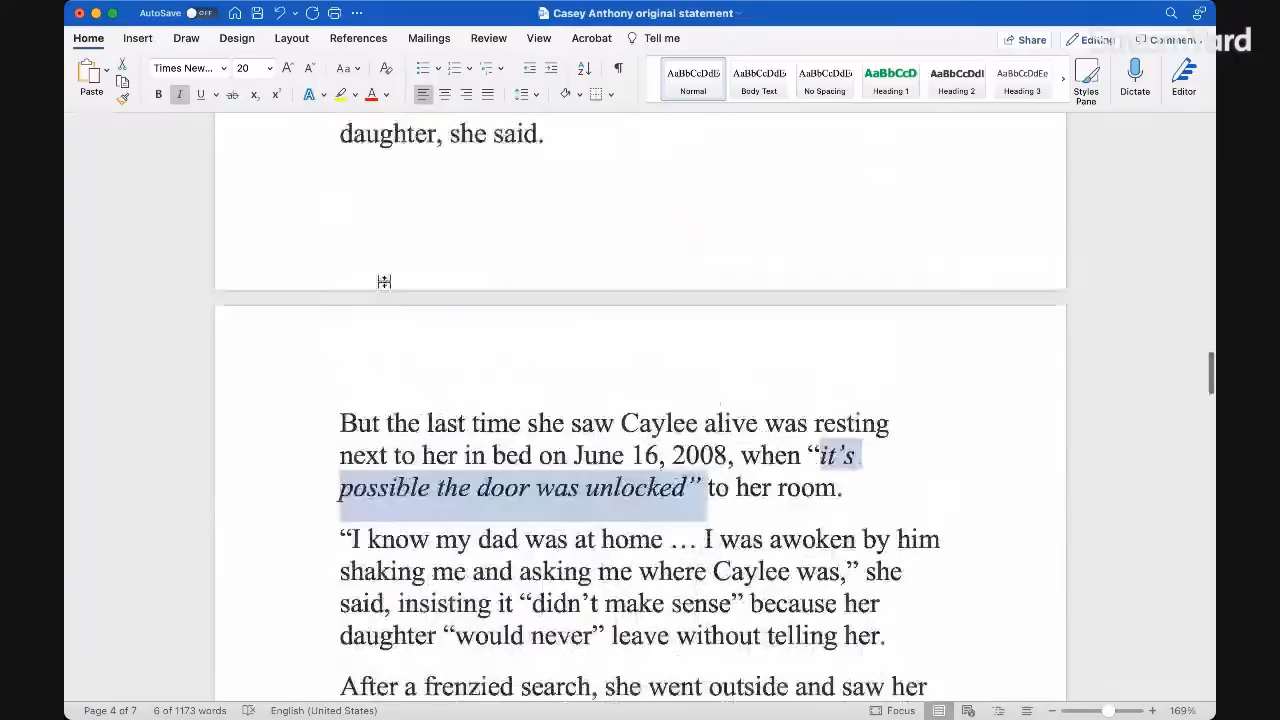 AutoSave OFF
Casey Anthony original statement
Home Insert Draw Design Layout References Mailings Review View Acrobat Tell me
Share Editing Comments
Paste
Times New... 20 Aa
B I U ab x x A A
AaBbCcDdE AaBbCcDdE AaBbCcDdE AaBbCcD AaBbCcDdI AaBbCcDdEe
Normal Body Text No Spacing Heading 1 Heading 2 Heading 3
Styles Pane Dictate Editor
daughter, she said.
But the last time she saw Caylee alive was resting
next to her in bed on June 16, 2008, when “it’s
possible the door was unlocked” to her room.
“I know my dad was at home … I was awoken by him
shaking me and asking me where Caylee was,” she
said, insisting it “didn’t make sense” because her
daughter “would never” leave without telling her.
After a frenzied search, she went outside and saw her
Page 4 of 7 6 of 1173 words English (United States) Focus 169%